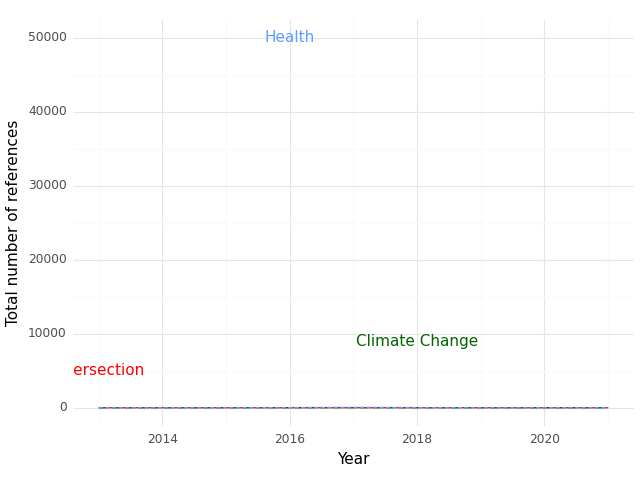 Health
50000
40000
30000
20000
10000
0
Climate Change
ersection
2014
2016
2018
2020
Year
Total number of references